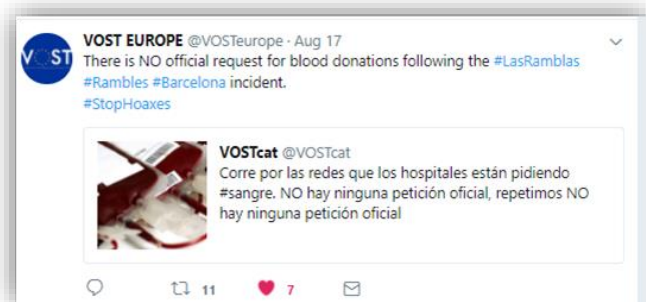 VOST
VOST EUROPE @VOSTeurope · Aug 17
There is NO official request for blood donations following the #LasRamblas
#Rambles #Barcelona incident.
#StopHoaxes
VOSTcat @VOSTcat
Corre por las redes que los hospitales están pidiendo
#sangre. NO hay ninguna petición oficial, repetimos NO
hay ninguna petición oficial
11 7